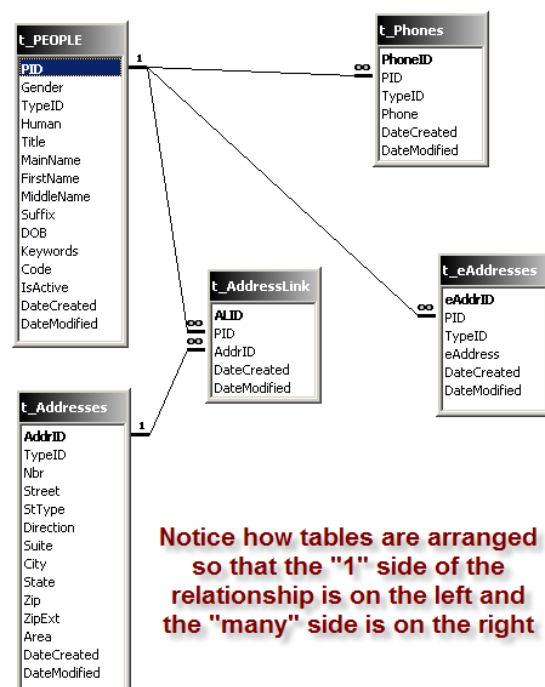 t_PEOPLE
PID
Gender
TypeID
Human
Title
MainName
FirstName
MiddleName
Suffix
DOB
Keywords
Code
IsActive
DateCreated
DateModified
1
t_Phones
PhoneID
PID
TypeID
Phone
DateCreated
DateModified
∞
t_eAddresses
eAddrID
PID
TypeID
eAddress
DateCreated
DateModified
∞
t_AddressLink
ALID
PID
AddrID
DateCreated
DateModified
∞
∞
t_Addresses
AddrID
TypeID
Nbr
Street
StType
Direction
Suite
City
State
Zip
ZipExt
Area
DateCreated
DateModified
1
Notice how tables are arranged
so that the "1" side of the
relationship is on the left and
the "many" side is on the right